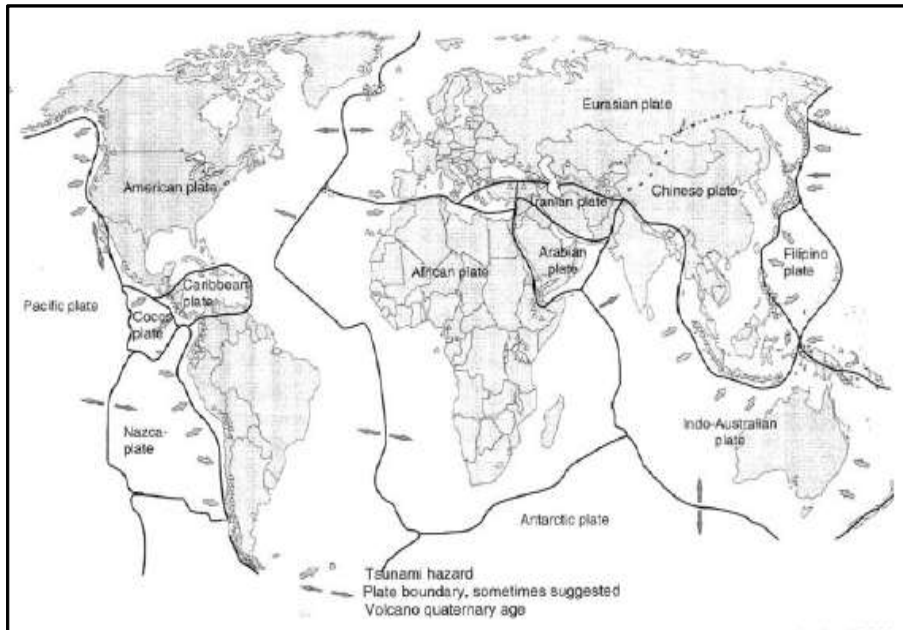 Eurasian plate
American plate
Iranian plate
Chinese plate
Arabian
plate
African plate
Filipino
plate
Caribbean
plate
Pacific plate
Cocos
plate
Nazca-
plate
Indo-Australian
plate
Antarctic plate
Tsunami hazard
Plate boundary, sometimes suggested
Volcano quaternary age